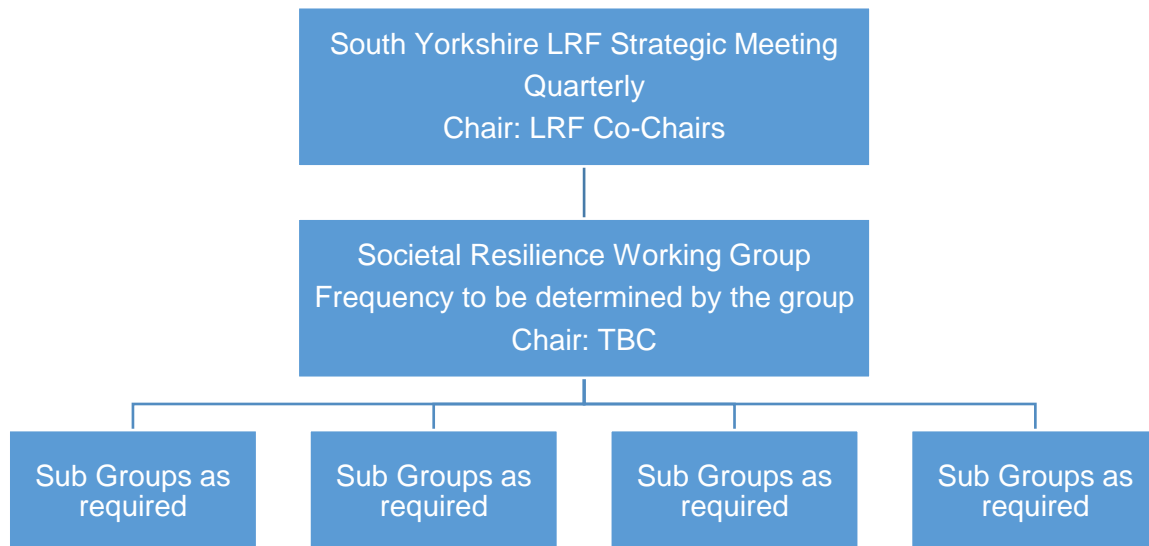 South Yorkshire LRF Strategic Meeting
Quarterly
Chair: LRF Co-Chairs
Societal Resilience Working Group
Frequency to be determined by the group
Chair: TBC
Sub Groups as
required
Sub Groups as
required
Sub Groups as
required
Sub Groups as
required